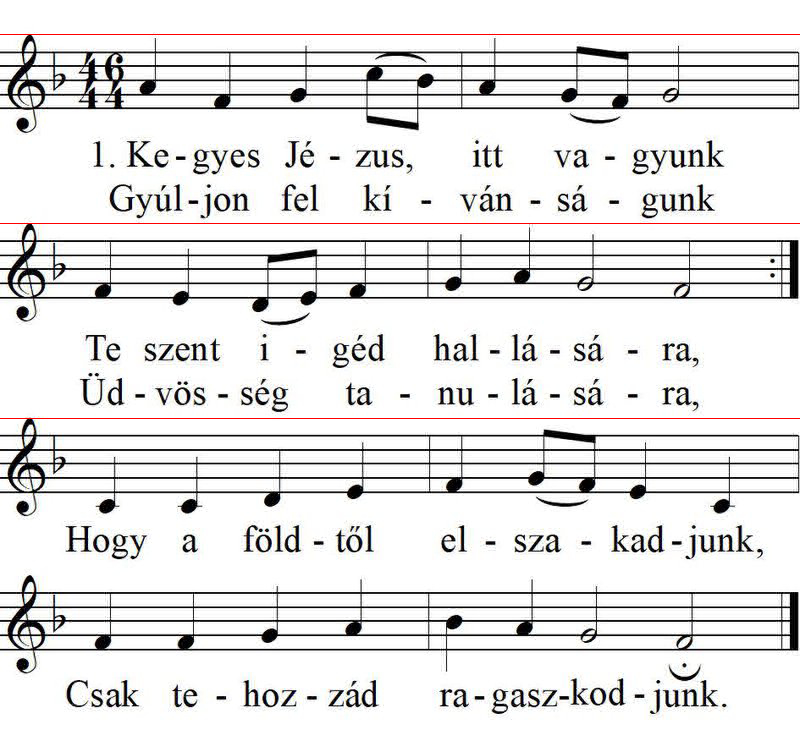 4 6
4 4
1. Ke - gyes Jé - zus, itt va - gyunk
Gyúl - jon fel kí - ván - sá - gunk
Te szent i - géd hal - lá - sá - ra,
Üd - vös - ség ta - nu - lá - sá - ra,
Hogy a föld - től el - sza - kad - junk,
Csak te - hoz - zád ra - gasz - kod - junk.